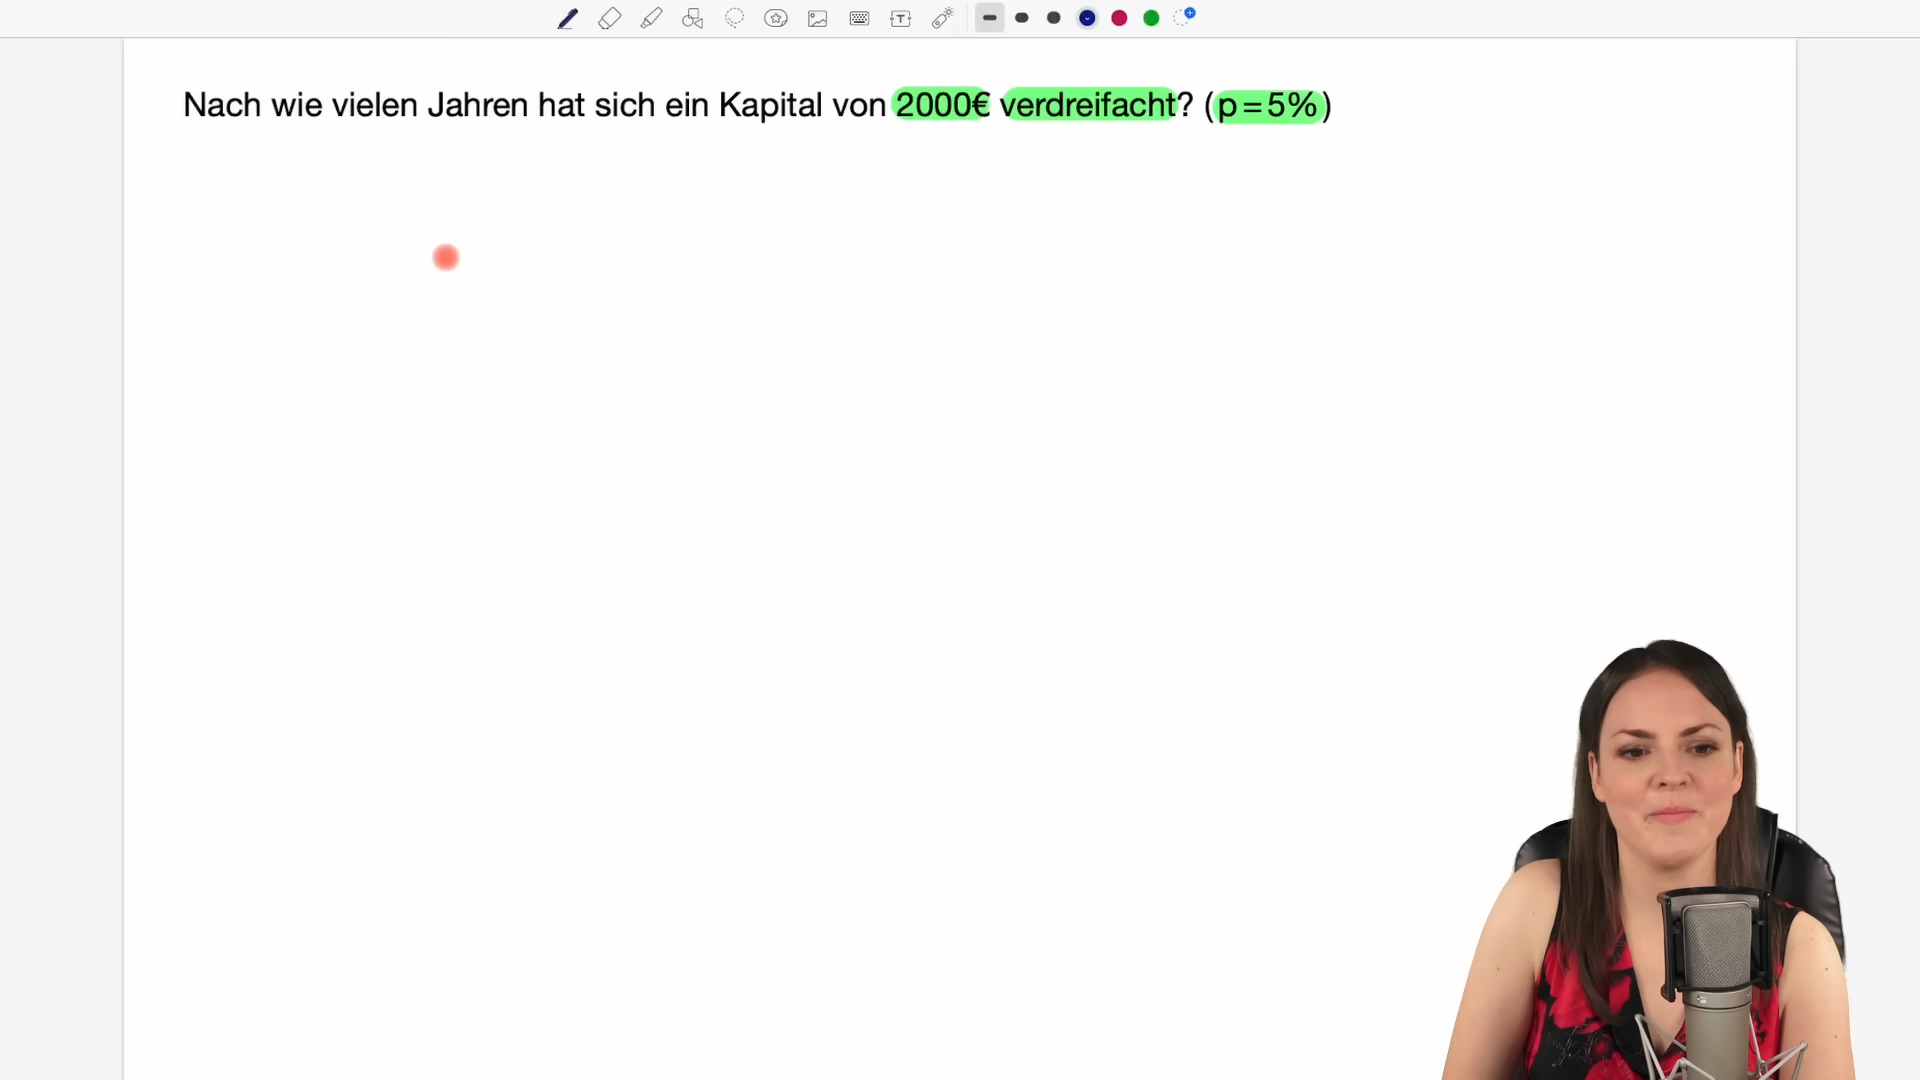 Nach wie vielen Jahren hat sich ein Kapital von 2000€ verdreifacht? (p = 5%)